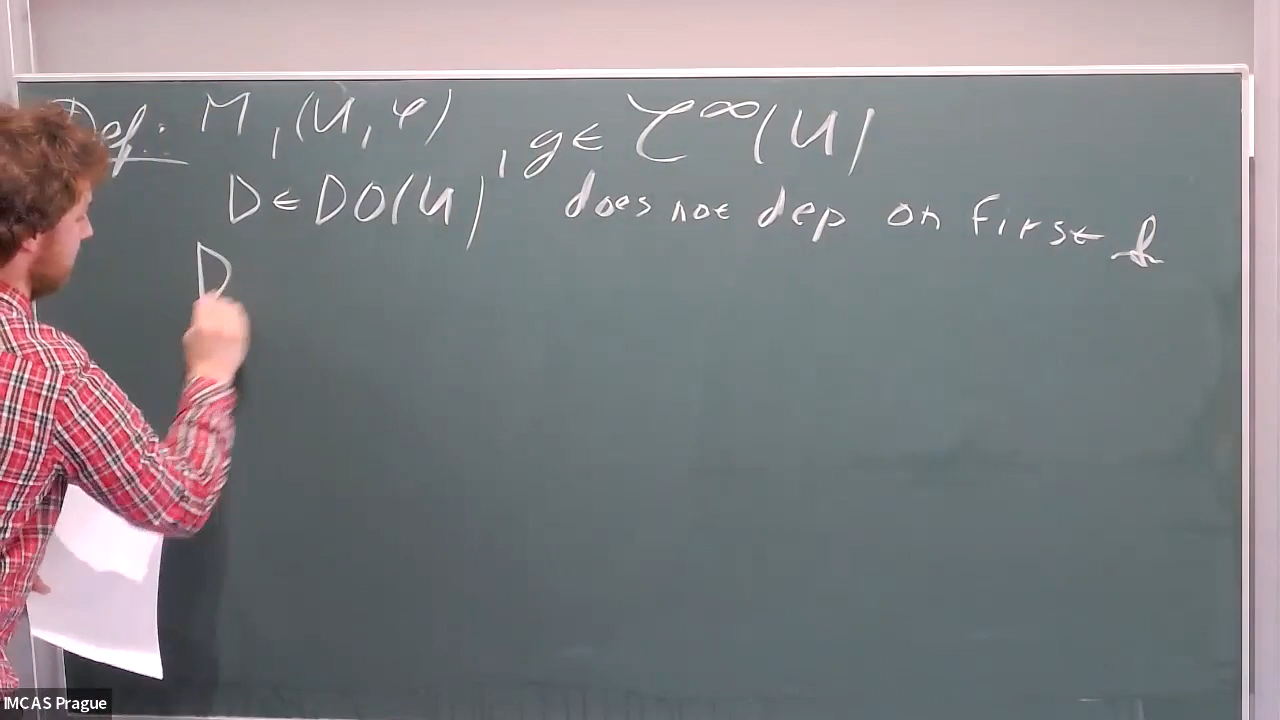 Def: M, (U, φ), g ∈ C^∞(U)
D ∈ DO(U) does not dep on first k
D
IMCAS Prague